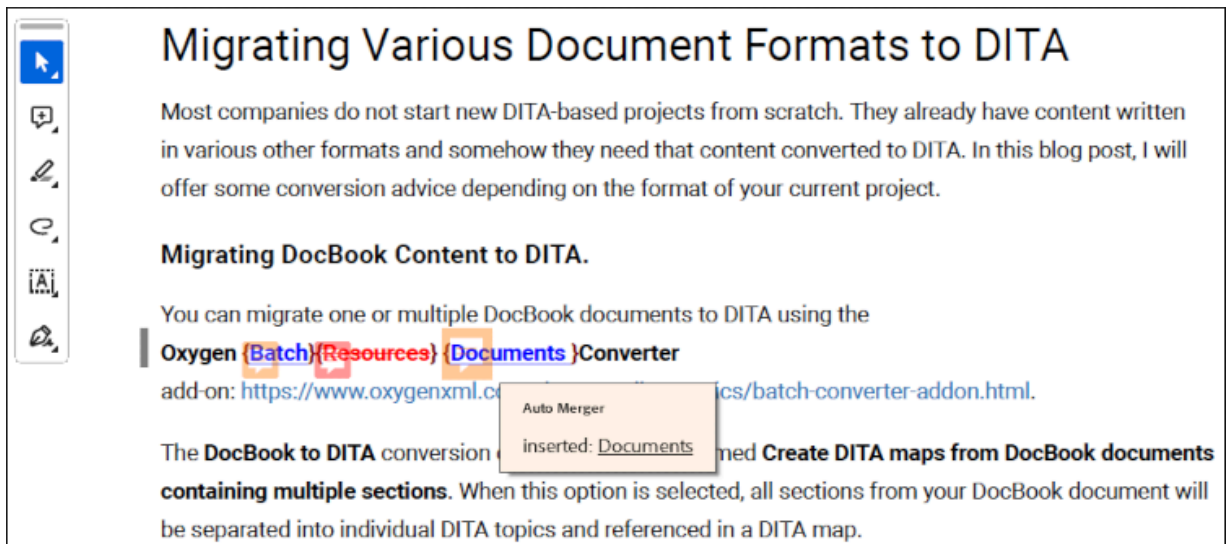 Migrating Various Document Formats to DITA
Most companies do not start new DITA-based projects from scratch. They already have content written
in various other formats and somehow they need that content converted to DITA. In this blog post, I will
offer some conversion advice depending on the format of your current project.
Migrating DocBook Content to DITA.
You can migrate one or multiple DocBook documents to DITA using the
Oxygen {Batch}{Resources} {Documents }Converter
add-on: https://www.oxygenxml.co cs/batch-converter-addon.html.
Auto Merger
inserted: Documents
The DocBook to DITA conversion med Create DITA maps from DocBook documents
containing multiple sections. When this option is selected, all sections from your DocBook document will
be separated into individual DITA topics and referenced in a DITA map.